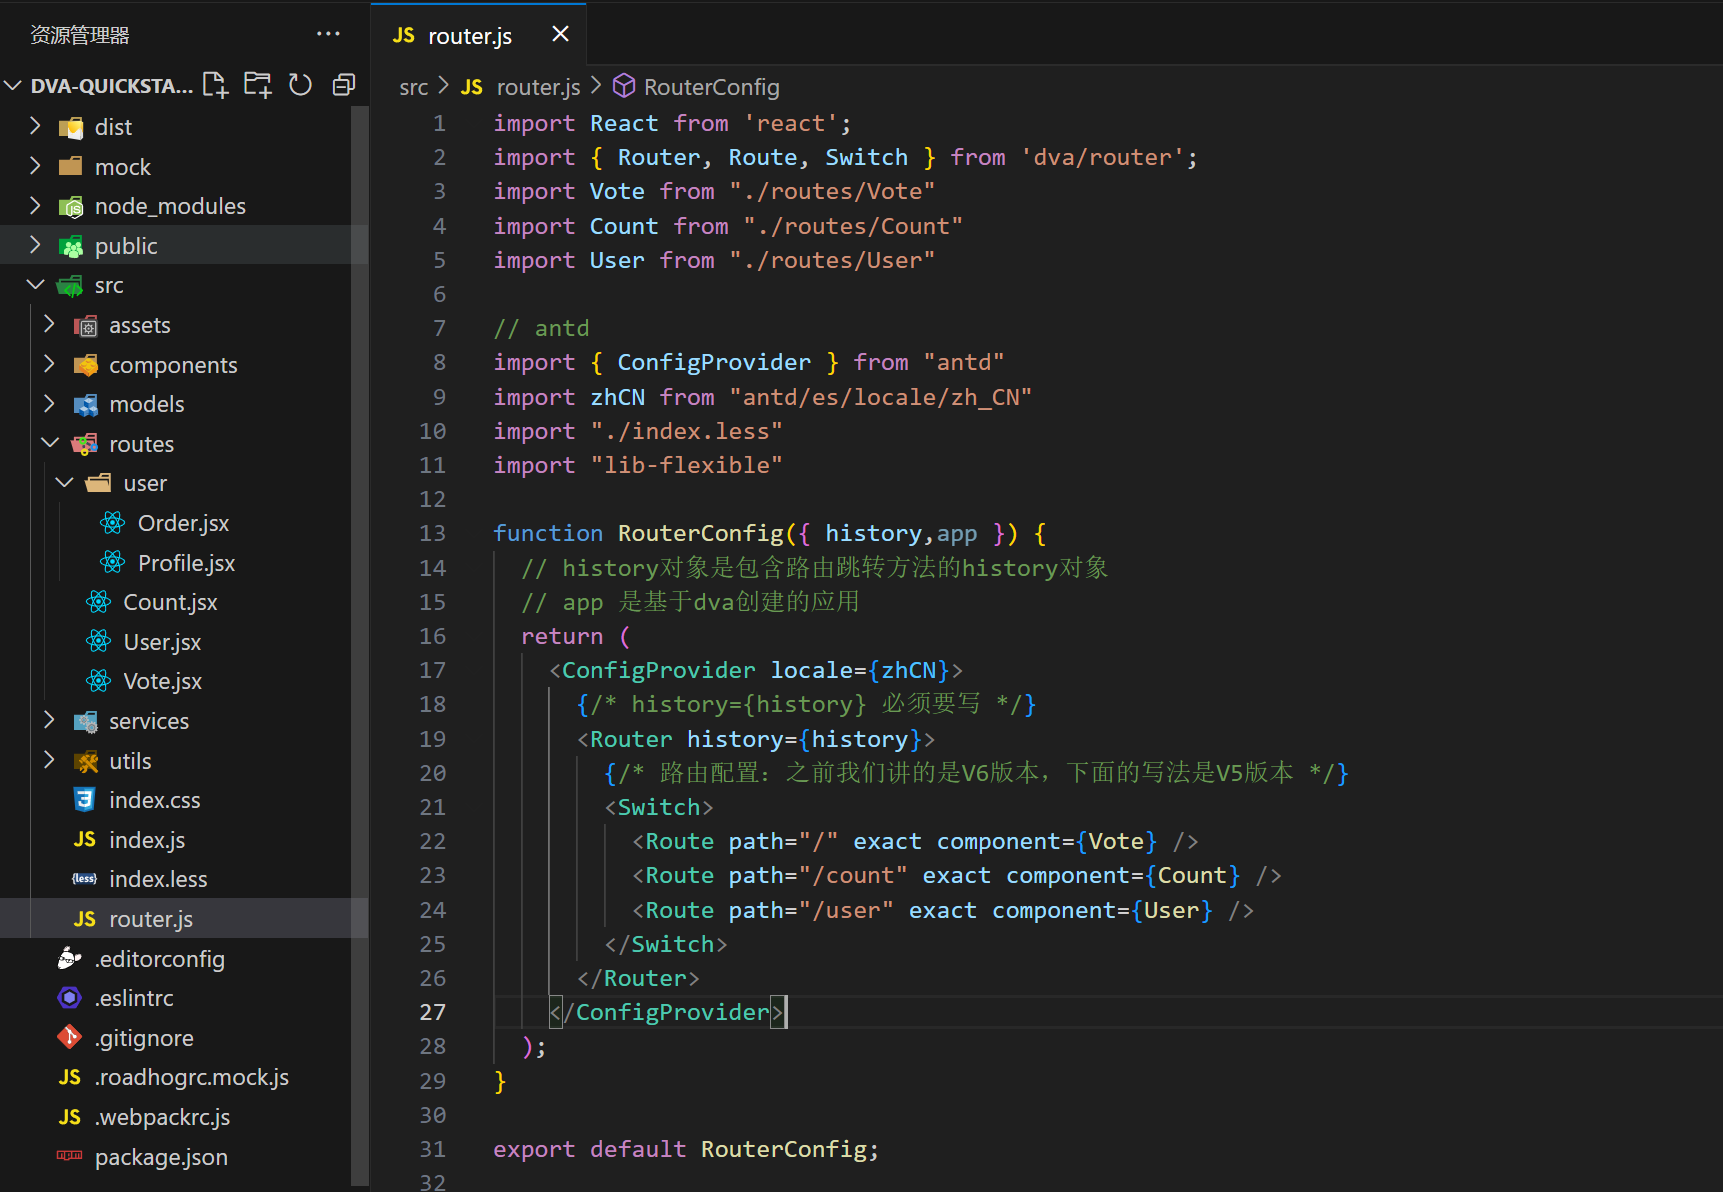 资源管理器
DVA-QUICKSTA...
dist
mock
node_modules
public
src
assets
components
models
routes
user
Order.jsx
Profile.jsx
Count.jsx
User.jsx
Vote.jsx
services
utils
index.css
JS index.js
{less} index.less
JS router.js
.editorconfig
.eslintrc
.gitignore
JS .roadhogrc.mock.js
JS .webpackrc.js
package.json
JS router.js
src > JS router.js > RouterConfig
1 import React from 'react';
2 import { Router, Route, Switch } from 'dva/router';
3 import Vote from "./routes/Vote"
4 import Count from "./routes/Count"
5 import User from "./routes/User"
6
7 // antd
8 import { ConfigProvider } from "antd"
9 import zhCN from "antd/es/locale/zh_CN"
10 import "./index.less"
11 import "lib-flexible"
12
13 function RouterConfig({ history,app }) {
14 // history对象是包含路由跳转方法的history对象
15 // app 是基于dva创建的应用
16 return (
17 <ConfigProvider locale={zhCN}>
18 {/* history={history} 必须要写 */}
19 <Router history={history}>
20 {/* 路由配置：之前我们讲的是V6版本，下面的写法是V5版本 */}
21 <Switch>
22 <Route path="/" exact component={Vote} />
23 <Route path="/count" exact component={Count} />
24 <Route path="/user" exact component={User} />
25 </Switch>
26 </Router>
27 </ConfigProvider>
28 );
29 }
30
31 export default RouterConfig;
32